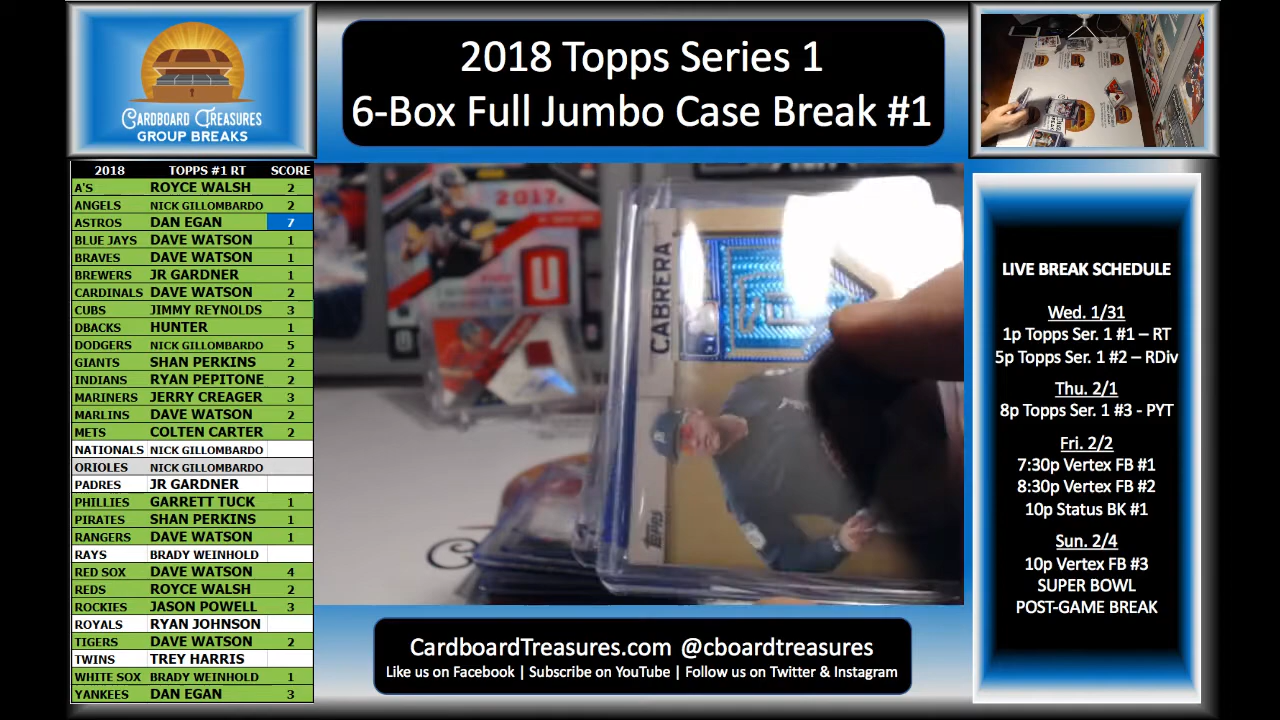 CARDBOARD TREASURES
GROUP BREAKS
2018 Topps Series 1
6-Box Full Jumbo Case Break #1
2018 TOPPS #1 RT SCORE
A'S ROYCE WALSH 2
ANGELS NICK GILLOMBARDO 2
ASTROS DAN EGAN 7
BLUE JAYS DAVE WATSON 1
BRAVES DAVE WATSON 1
BREWERS JR GARDNER 1
CARDINALS DAVE WATSON 2
CUBS JIMMY REYNOLDS 3
DBACKS HUNTER 1
DODGERS NICK GILLOMBARDO 5
GIANTS SHAN PERKINS 2
INDIANS RYAN PEPITONE 2
MARINERS JERRY CREAGER 3
MARLINS DAVE WATSON 2
METS COLTEN CARTER 2
NATIONALS NICK GILLOMBARDO
ORIOLES NICK GILLOMBARDO
PADRES JR GARDNER
PHILLIES GARRETT TUCK 1
PIRATES SHAN PERKINS 1
RANGERS DAVE WATSON 1
RAYS BRADY WEINHOLD
RED SOX DAVE WATSON 4
REDS ROYCE WALSH 2
ROCKIES JASON POWELL 3
ROYALS RYAN JOHNSON
TIGERS DAVE WATSON 2
TWINS TREY HARRIS
WHITE SOX BRADY WEINHOLD 1
YANKEES DAN EGAN 3
2017
CABRERA
TOPPS
LIVE BREAK SCHEDULE
Wed. 1/31
1p Topps Ser. 1 #1 – RT
5p Topps Ser. 1 #2 – RDiv
Thu. 2/1
8p Topps Ser. 1 #3 - PYT
Fri. 2/2
7:30p Vertex FB #1
8:30p Vertex FB #2
10p Status BK #1
Sun. 2/4
10p Vertex FB #3
SUPER BOWL
POST-GAME BREAK
CardboardTreasures.com @cboardtreasures
Like us on Facebook | Subscribe on YouTube | Follow us on Twitter & Instagram